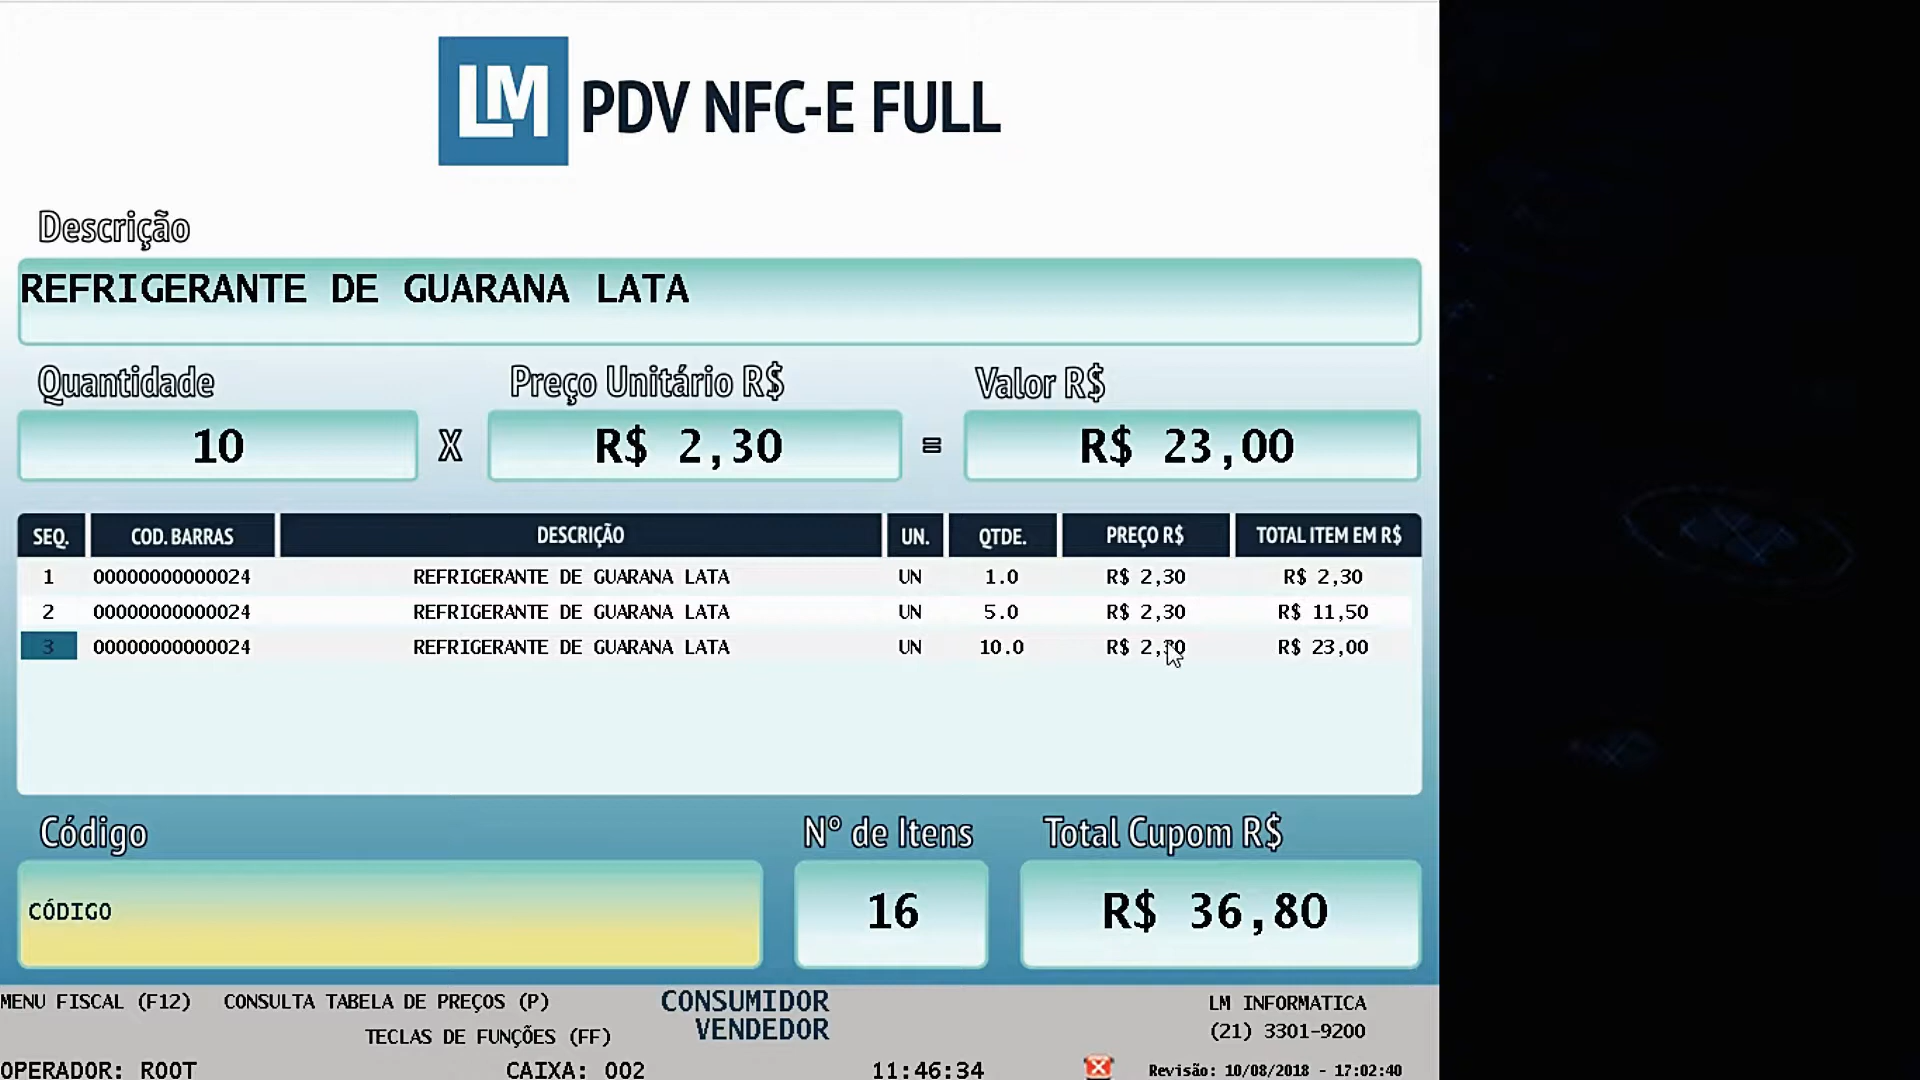 LM PDV NFC-E FULL
Descrição
REFRIGERANTE DE GUARANA LATA
Quantidade Preço Unitário R$ Valor R$
10 X R$ 2,30 = R$ 23,00
SEQ. COD. BARRAS DESCRIÇÃO UN. QTDE. PREÇO R$ TOTAL ITEM EM R$
1 00000000000024 REFRIGERANTE DE GUARANA LATA UN 1.0 R$ 2,30 R$ 2,30
2 00000000000024 REFRIGERANTE DE GUARANA LATA UN 5.0 R$ 2,30 R$ 11,50
3 00000000000024 REFRIGERANTE DE GUARANA LATA UN 10.0 R$ 2,30 R$ 23,00
Código Nº de Itens Total Cupom R$
CÓDIGO 16 R$ 36,80
MENU FISCAL (F12) CONSULTA TABELA DE PREÇOS (P) CONSUMIDOR LM INFORMATICA
TECLAS DE FUNÇÕES (FF) VENDEDOR (21) 3301-9200
OPERADOR: ROOT CAIXA: 002 11:46:34 Revisão: 10/08/2018 - 17:02:40